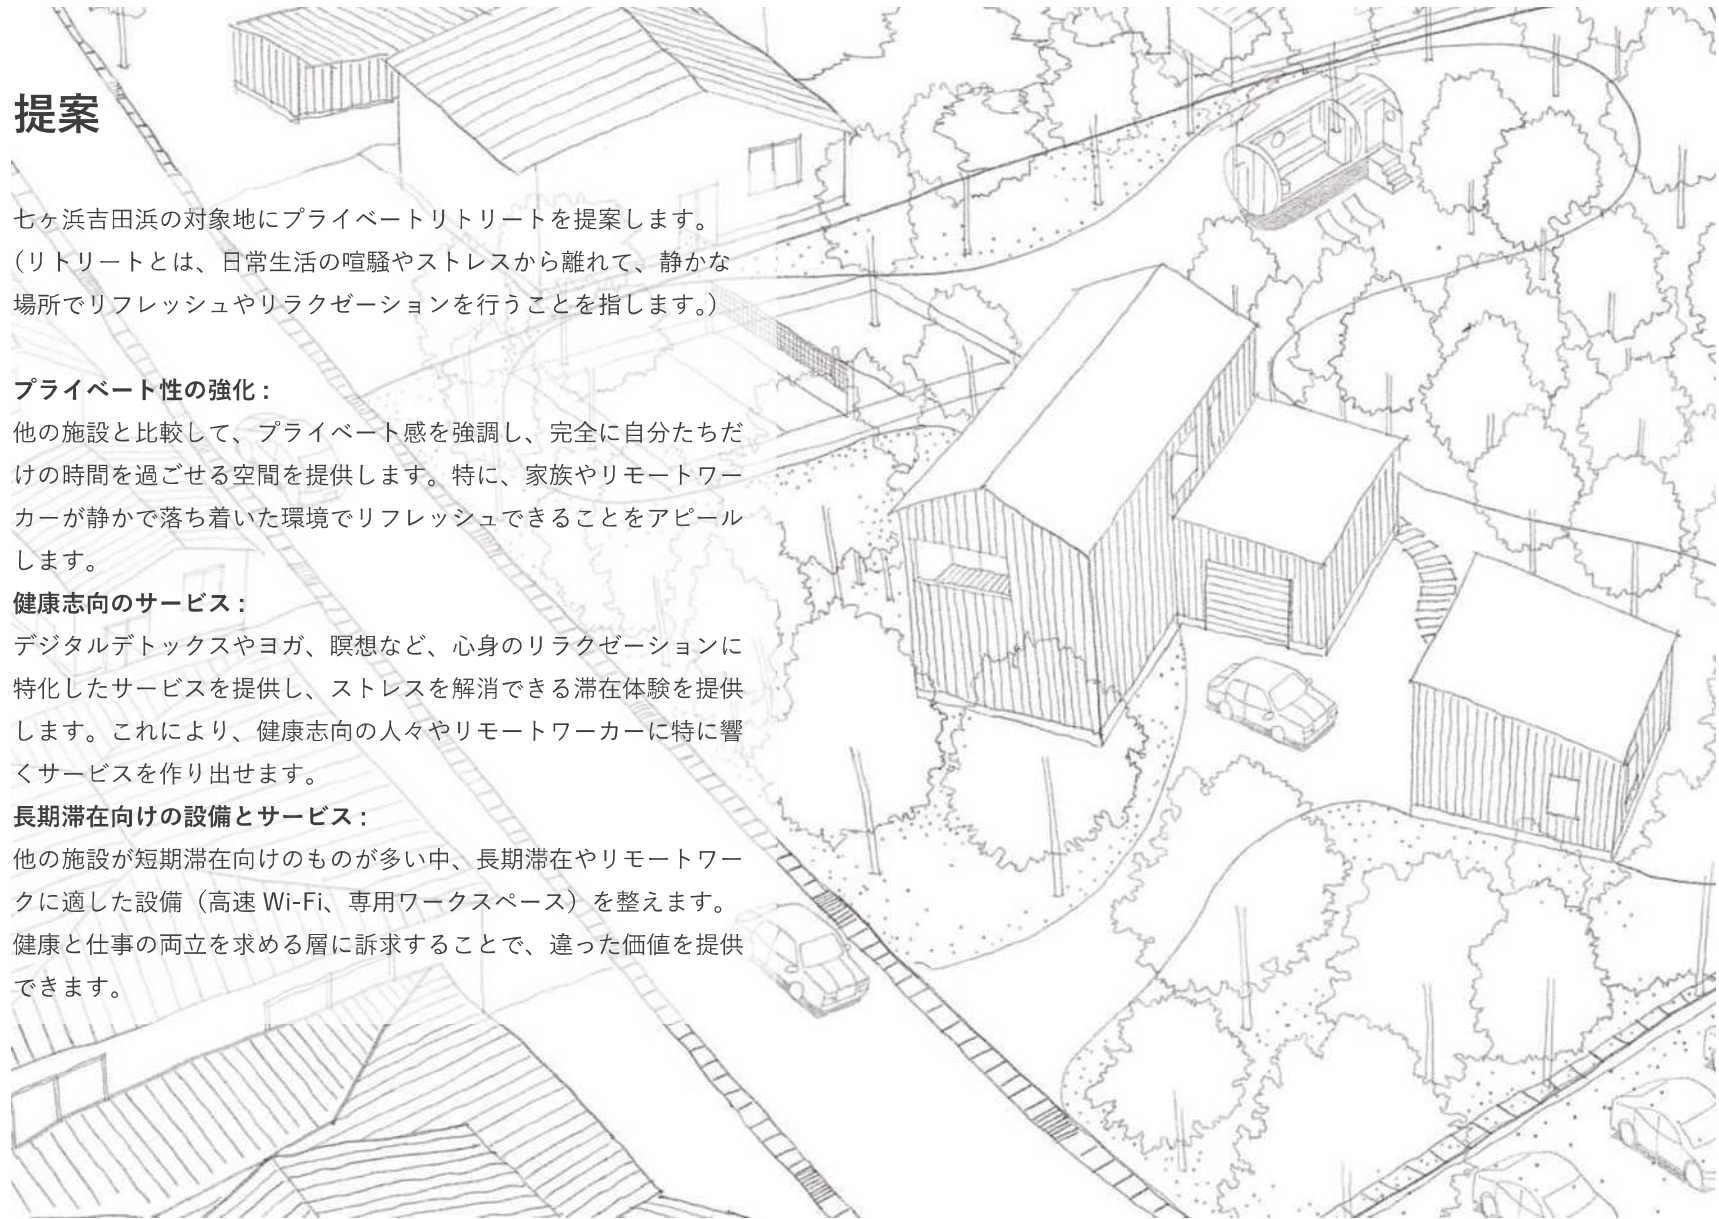 提案
七ヶ浜吉田浜の対象地にプライベートリトリートを提案します。
(リトリートとは、日常生活の喧騒やストレスから離れて、静かな
場所でリフレッシュやリラクゼーションを行うことを指します。)
プライベート性の強化 :
他の施設と比較して、プライベート感を強調し、完全に自分たちだ
けの時間を過ごせる空間を提供します。特に、家族やリモートワー
カーが静かで落ち着いた環境でリフレッシュできることをアピール
します。
健康志向のサービス :
デジタルデトックスやヨガ、瞑想など、心身のリラクゼーションに
特化したサービスを提供し、ストレスを解消できる滞在体験を提供
します。これにより、健康志向の人々やリモートワーカーに特に響
くサービスを作り出せます。
長期滞在向けの設備とサービス :
他の施設が短期滞在向けのものが多い中、長期滞在やリモートワー
クに適した設備（高速 Wi-Fi、専用ワークスペース）を整えます。
健康と仕事の両立を求める層に訴求することで、違った価値を提供
できます。